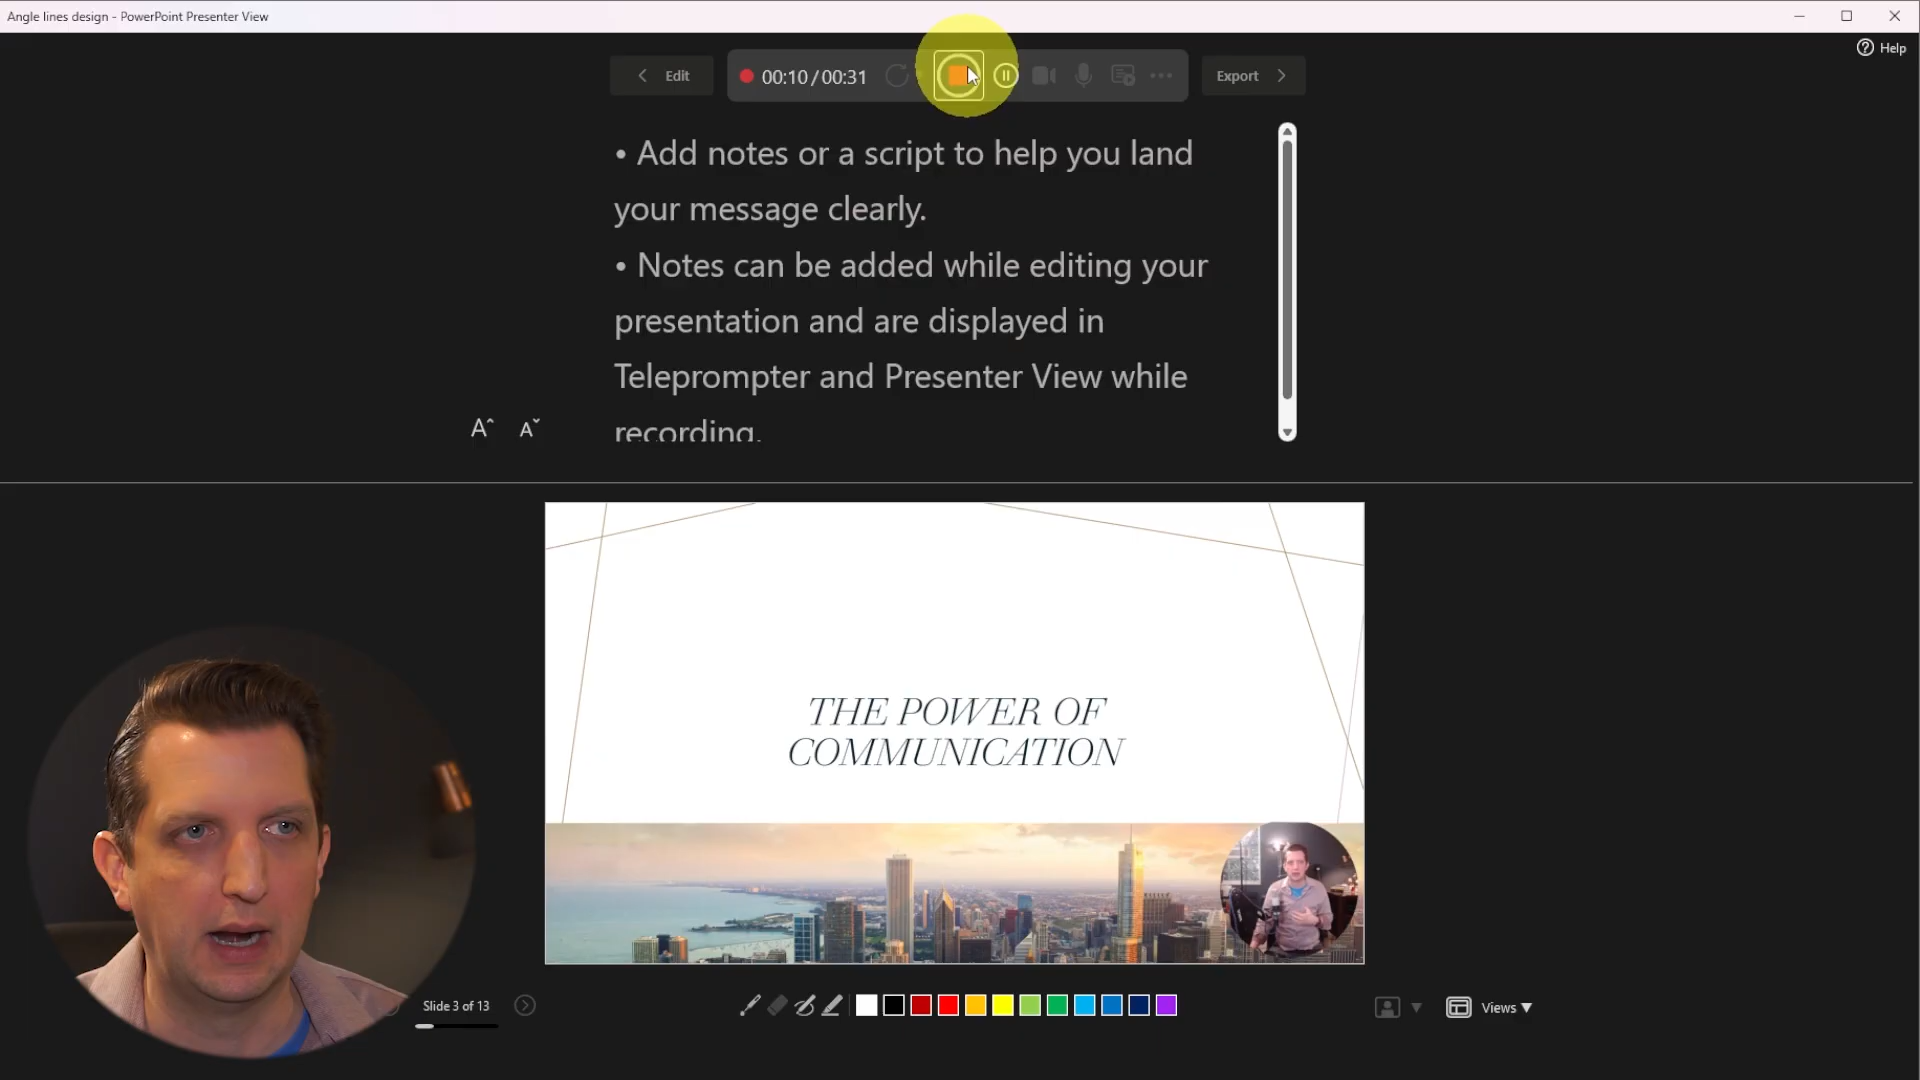 Angle lines design - PowerPoint Presenter View
Help
Edit
00:10 / 00:31
Export
• Add notes or a script to help you land
your message clearly.
• Notes can be added while editing your
presentation and are displayed in
Teleprompter and Presenter View while
recording.
A A
THE POWER OF
COMMUNICATION
Slide 3 of 13
Views